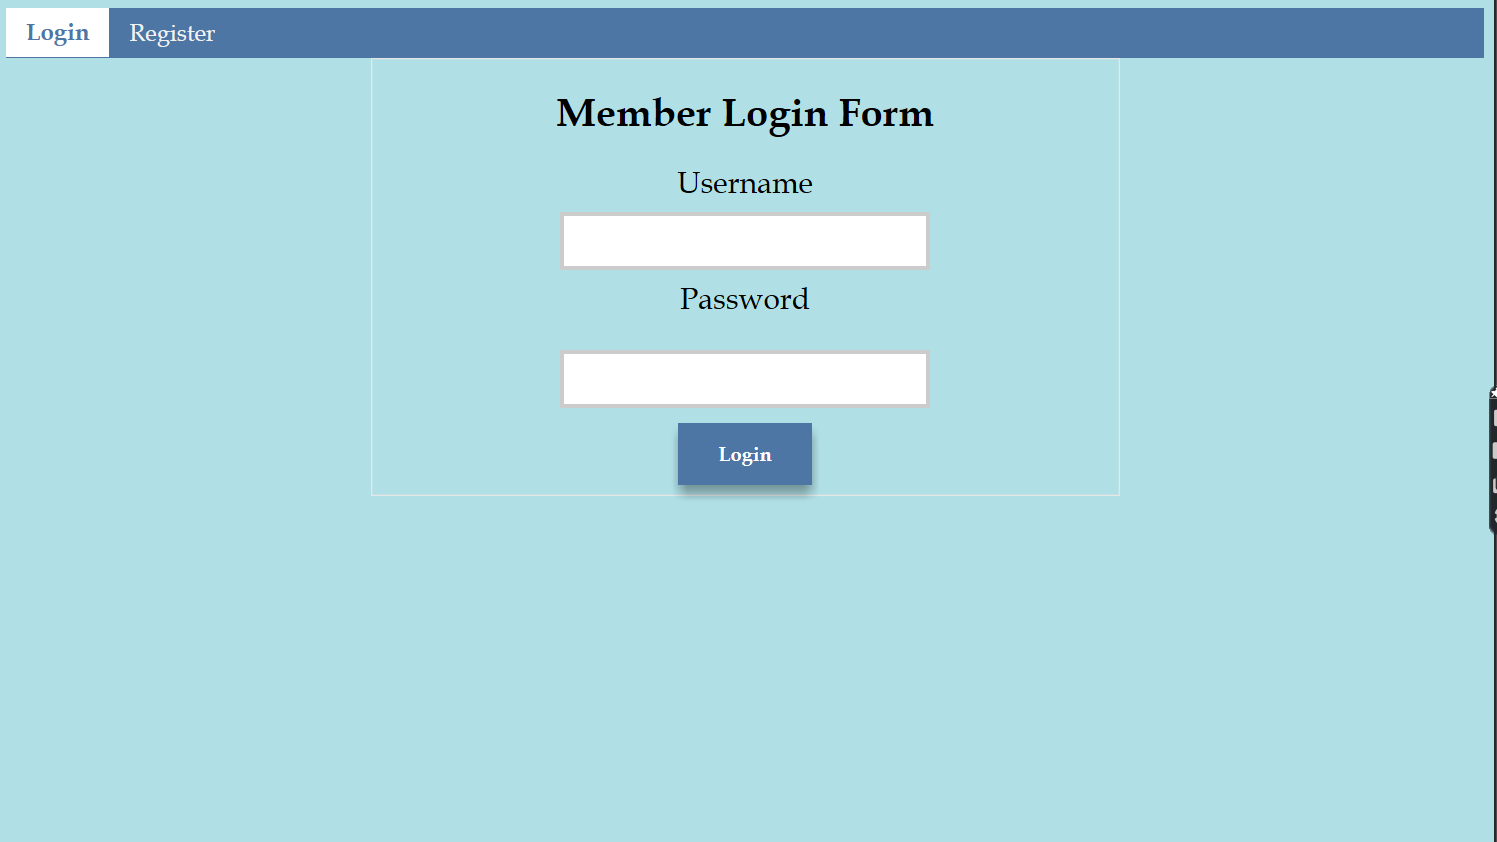 Login Register
Member Login Form
Username
Password
Login